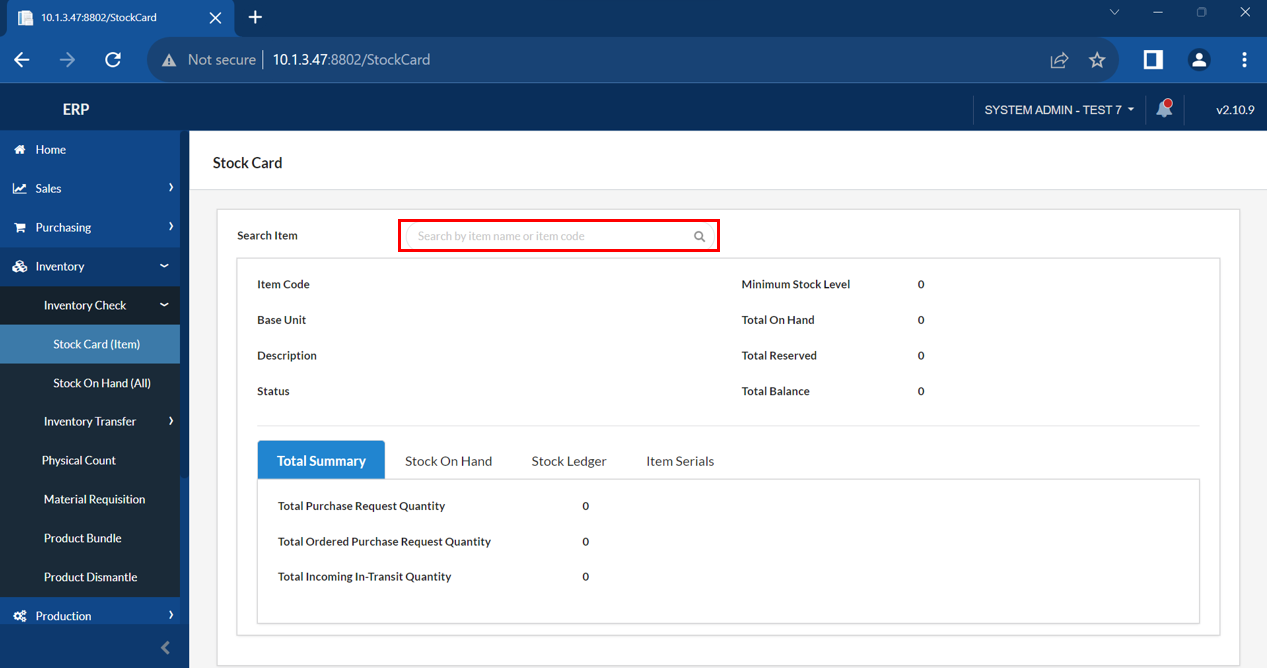 10.1.3.47:8802/StockCard
Not secure
10.1.3.47:8802/StockCard
ERP
SYSTEM ADMIN - TEST 7
v2.10.9
Home
Sales
Purchasing
Inventory
Inventory Check
Stock Card (Item)
Stock On Hand (All)
Inventory Transfer
Physical Count
Material Requisition
Product Bundle
Product Dismantle
Production
Stock Card
Search Item
Search by item name or item code
Item Code
Base Unit
Description
Status
Minimum Stock Level 0
Total On Hand 0
Total Reserved 0
Total Balance 0
Total Summary Stock On Hand Stock Ledger Item Serials
Total Purchase Request Quantity 0
Total Ordered Purchase Request Quantity 0
Total Incoming In-Transit Quantity 0